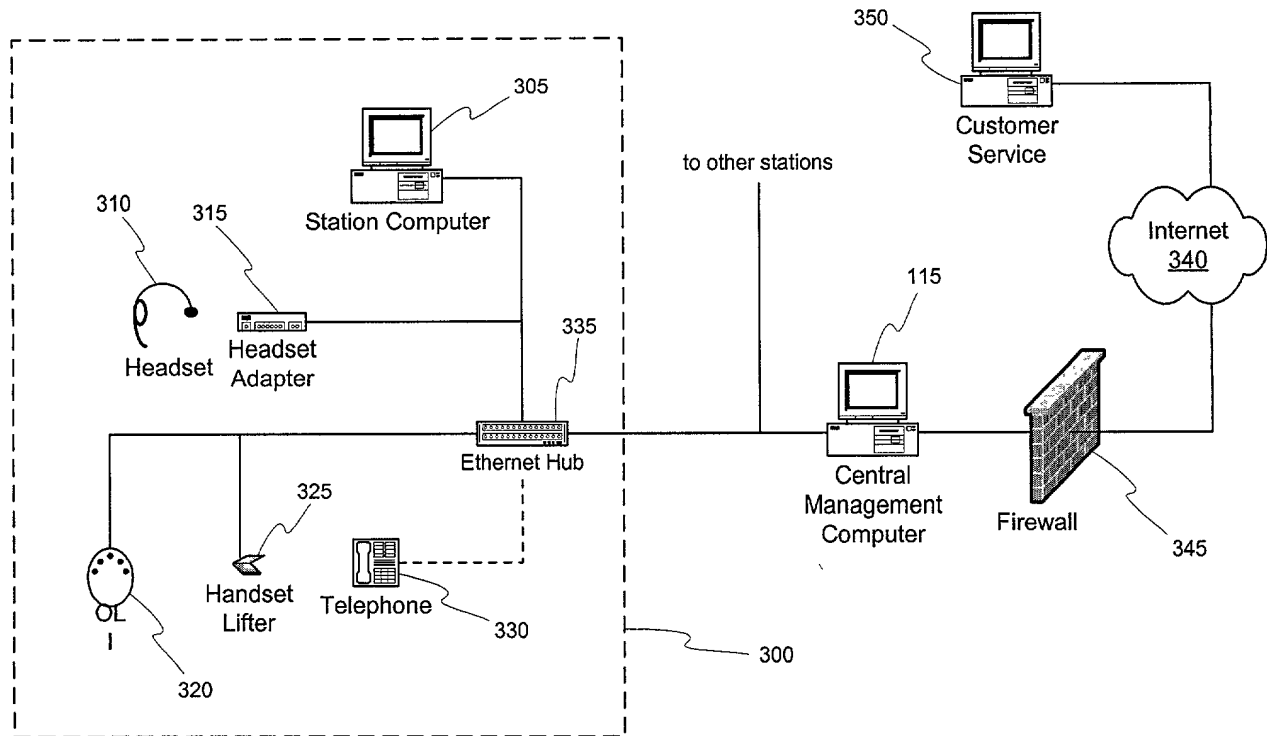 350
Customer
Service
305
Station Computer
to other stations
310
315
Headset
Headset
Adapter
Internet
340
115
335
Ethernet Hub
Central
Management
Computer
Firewall
345
325
OL
I
320
Handset
Lifter
Telephone
330
300